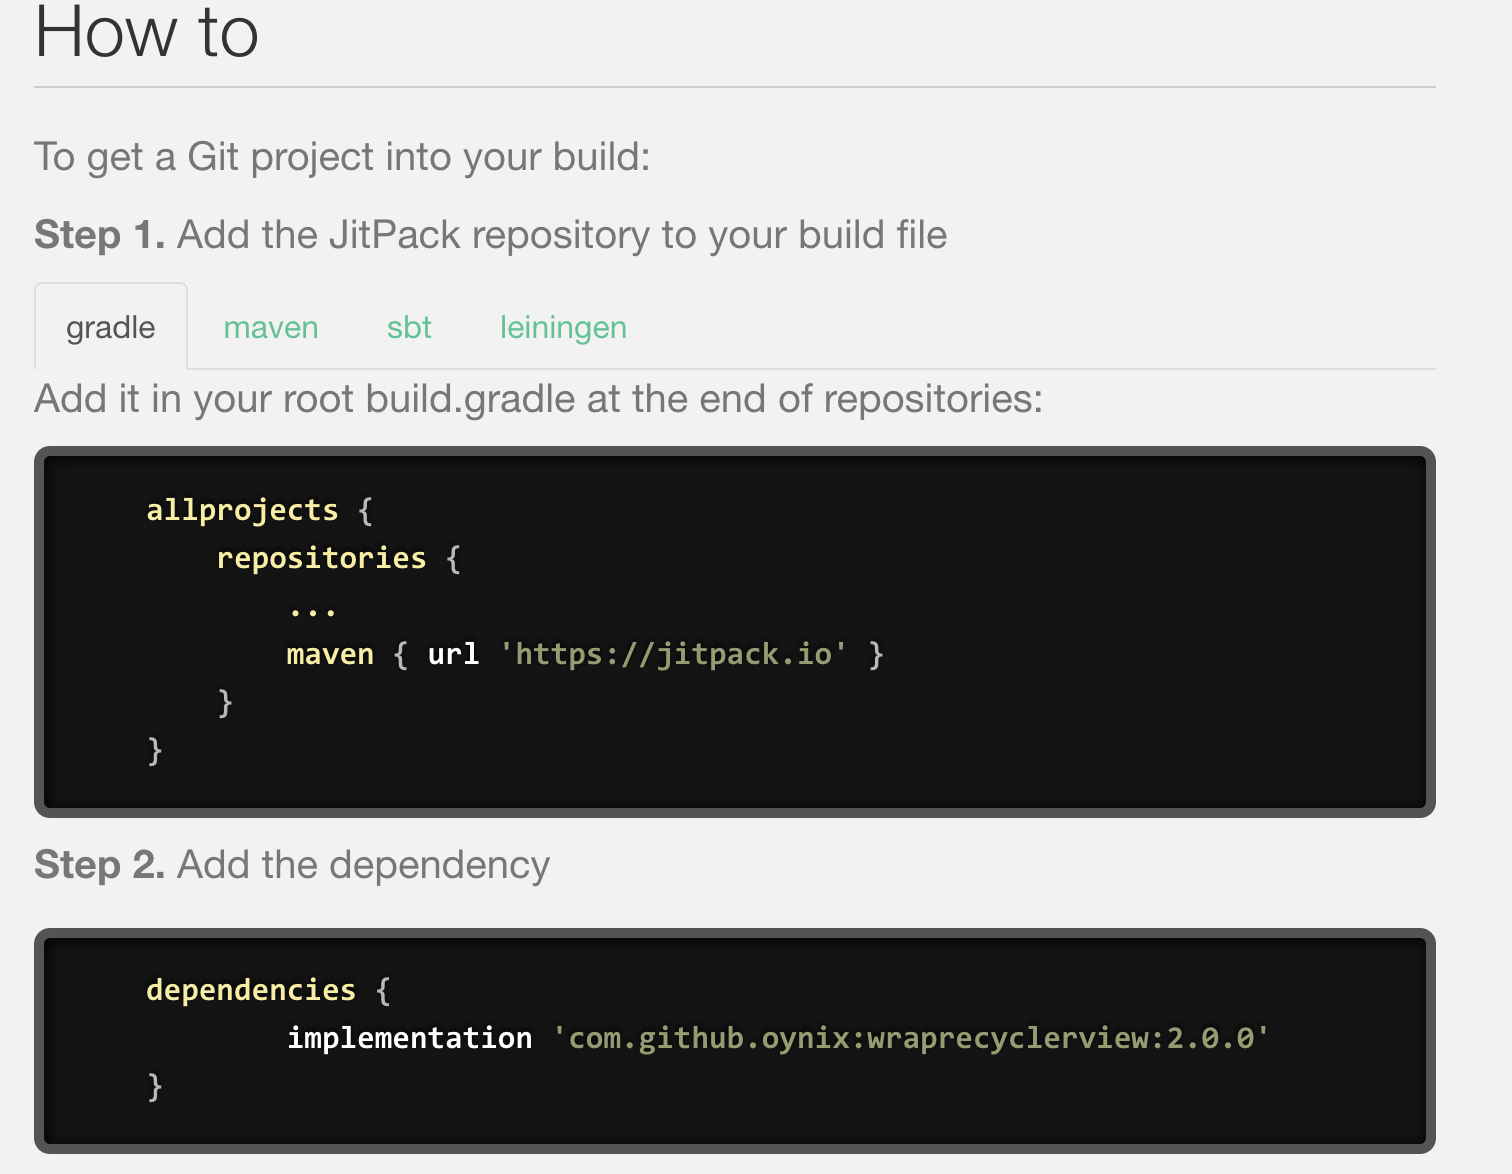 How to
To get a Git project into your build:
Step 1. Add the JitPack repository to your build file
gradle maven sbt leiningen
Add it in your root build.gradle at the end of repositories:
allprojects {
repositories {
...
maven { url 'https://jitpack.io' }
}
}
Step 2. Add the dependency
dependencies {
implementation 'com.github.oynix:wraprecyclerview:2.0.0'
}